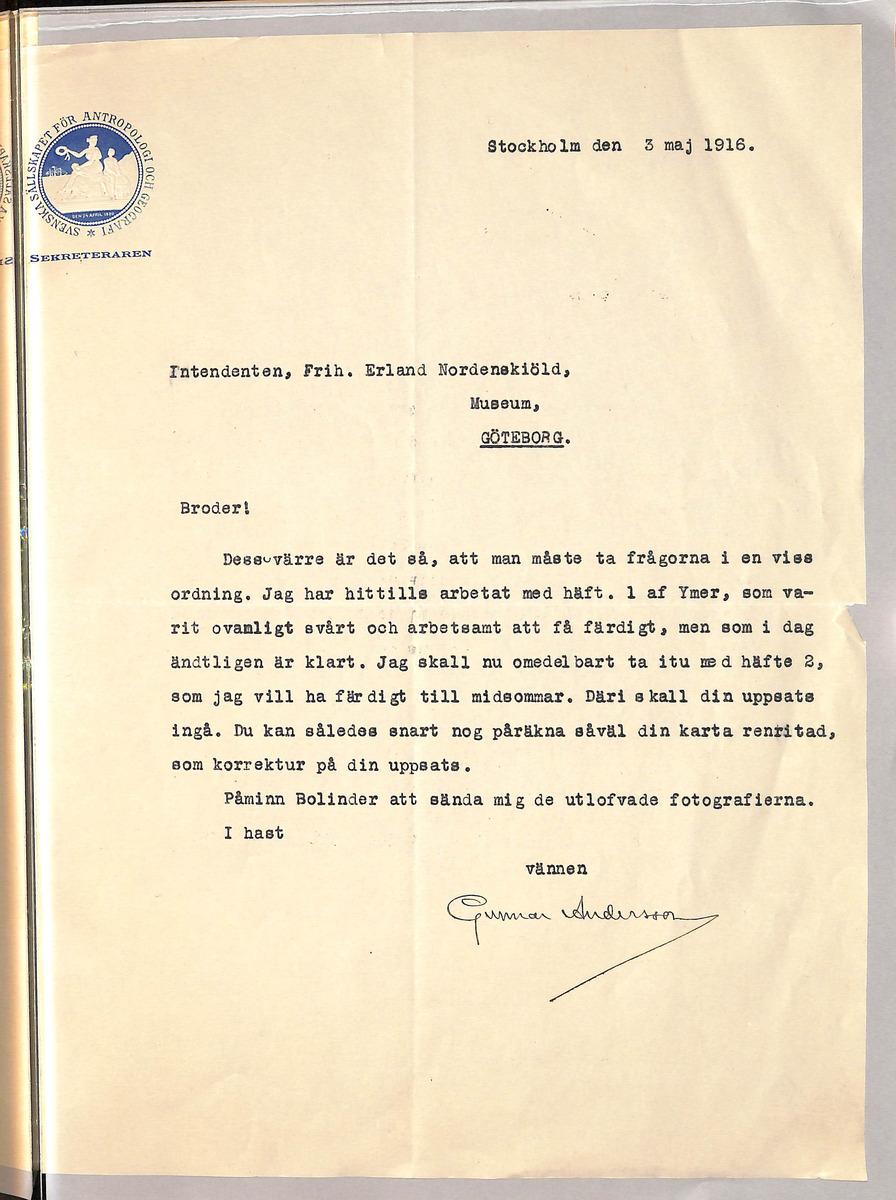 SVENSKA SÄLLSKAPET FÖR ANTROPOLOGI OCH GEOGRAFI *
DEN 24 APRIL 1880
SEKRETERAREN
Stockholm den 3 maj 1916.
Intendenten, Frih. Erland Nordenskiöld,
Museum,
GÖTEBORG.
Broder!
Dessvärre är det så, att man måste ta frågorna i en viss
ordning. Jag har hittills arbetat med häft. 1 af Ymer, som va-
rit ovanligt svårt och arbetsamt att få färdigt, men som i dag
ändtligen är klart. Jag skall nu omedelbart ta itu med häfte 2,
som jag vill ha färdigt till midsommar. Däri skall din uppsats
ingå. Du kan således snart nog påräkna såväl din karta renritad,
som korrektur på din uppsats.
Påminn Bolinder att sända mig de utlofvade fotografierna.
I hast
vännen
Gunnar Andersson